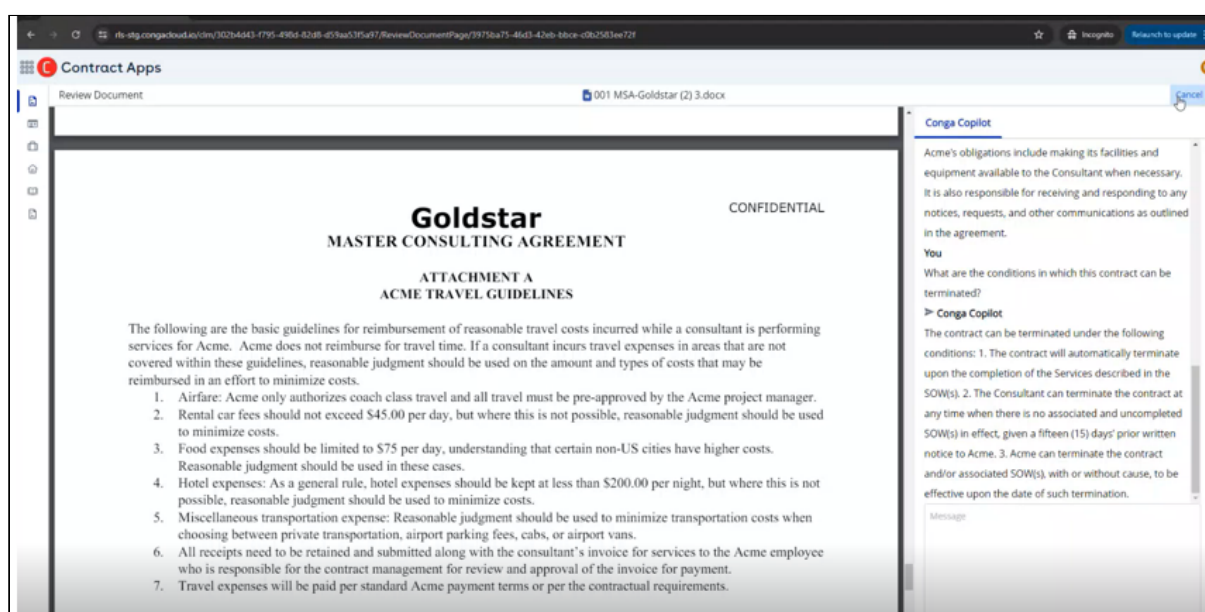 rls-stg.congacloud.io/clm/302b4d43-f795-498d-82d8-d59aa53f5a97/ReviewDocumentPage/3975ba75-46d3-42eb-bbce-c0b2583ee72f
Incognito
Relaunch to update
Contract Apps
Review Document
001 MSA-Goldstar (2) 3.docx
Cancel
Goldstar
CONFIDENTIAL
MASTER CONSULTING AGREEMENT
ATTACHMENT A
ACME TRAVEL GUIDELINES
The following are the basic guidelines for reimbursement of reasonable travel costs incurred while a consultant is performing
services for Acme. Acme does not reimburse for travel time. If a consultant incurs travel expenses in areas that are not
covered within these guidelines, reasonable judgment should be used on the amount and types of costs that may be
reimbursed in an effort to minimize costs.
1. Airfare: Acme only authorizes coach class travel and all travel must be pre-approved by the Acme project manager.
2. Rental car fees should not exceed $45.00 per day, but where this is not possible, reasonable judgment should be used
to minimize costs.
3. Food expenses should be limited to $75 per day, understanding that certain non-US cities have higher costs.
Reasonable judgment should be used in these cases.
4. Hotel expenses: As a general rule, hotel expenses should be kept at less than $200.00 per night, but where this is not
possible, reasonable judgment should be used to minimize costs.
5. Miscellaneous transportation expense: Reasonable judgment should be used to minimize transportation costs when
choosing between private transportation, airport parking fees, cabs, or airport vans.
6. All receipts need to be retained and submitted along with the consultant's invoice for services to the Acme employee
who is responsible for the contract management for review and approval of the invoice for payment.
7. Travel expenses will be paid per standard Acme payment terms or per the contractual requirements.
Conga Copilot
Acme's obligations include making its facilities and
equipment available to the Consultant when necessary.
It is also responsible for receiving and responding to any
notices, requests, and other communications as outlined
in the agreement.
You
What are the conditions in which this contract can be
terminated?
Conga Copilot
The contract can be terminated under the following
conditions: 1. The contract will automatically terminate
upon the completion of the Services described in the
SOW(s). 2. The Consultant can terminate the contract at
any time when there is no associated and uncompleted
SOW(s) in effect, given a fifteen (15) days' prior written
notice to Acme. 3. Acme can terminate the contract
and/or associated SOW(s), with or without cause, to be
effective upon the date of such termination.
Message